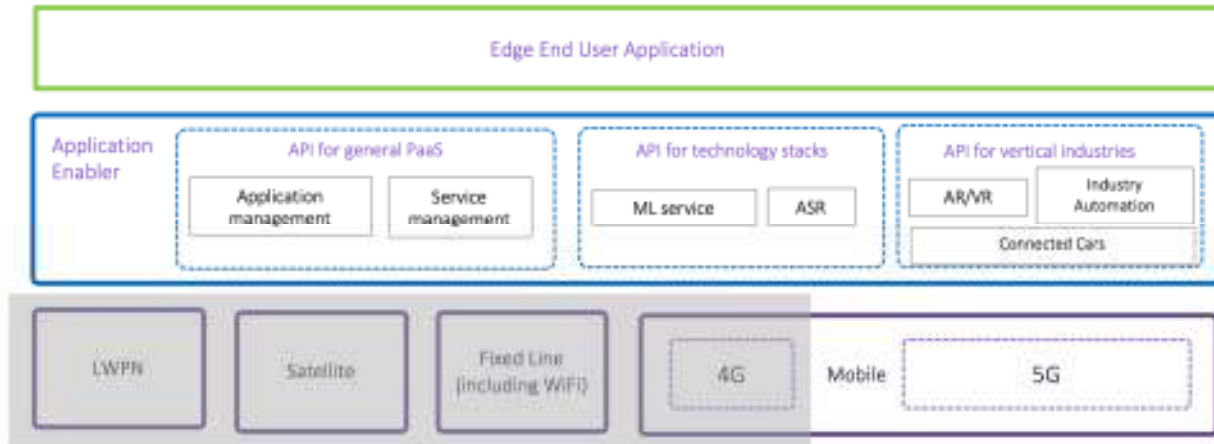 Edge End User Application
Application
Enabler
API for general PaaS
Application
management
Service
management
API for technology stacks
ML service
ASR
API for vertical industries
AR/VR
Industry
Automation
Connected Cars
LWPN
Satellite
Fixed Line
(including WiFi)
4G
Mobile
5G